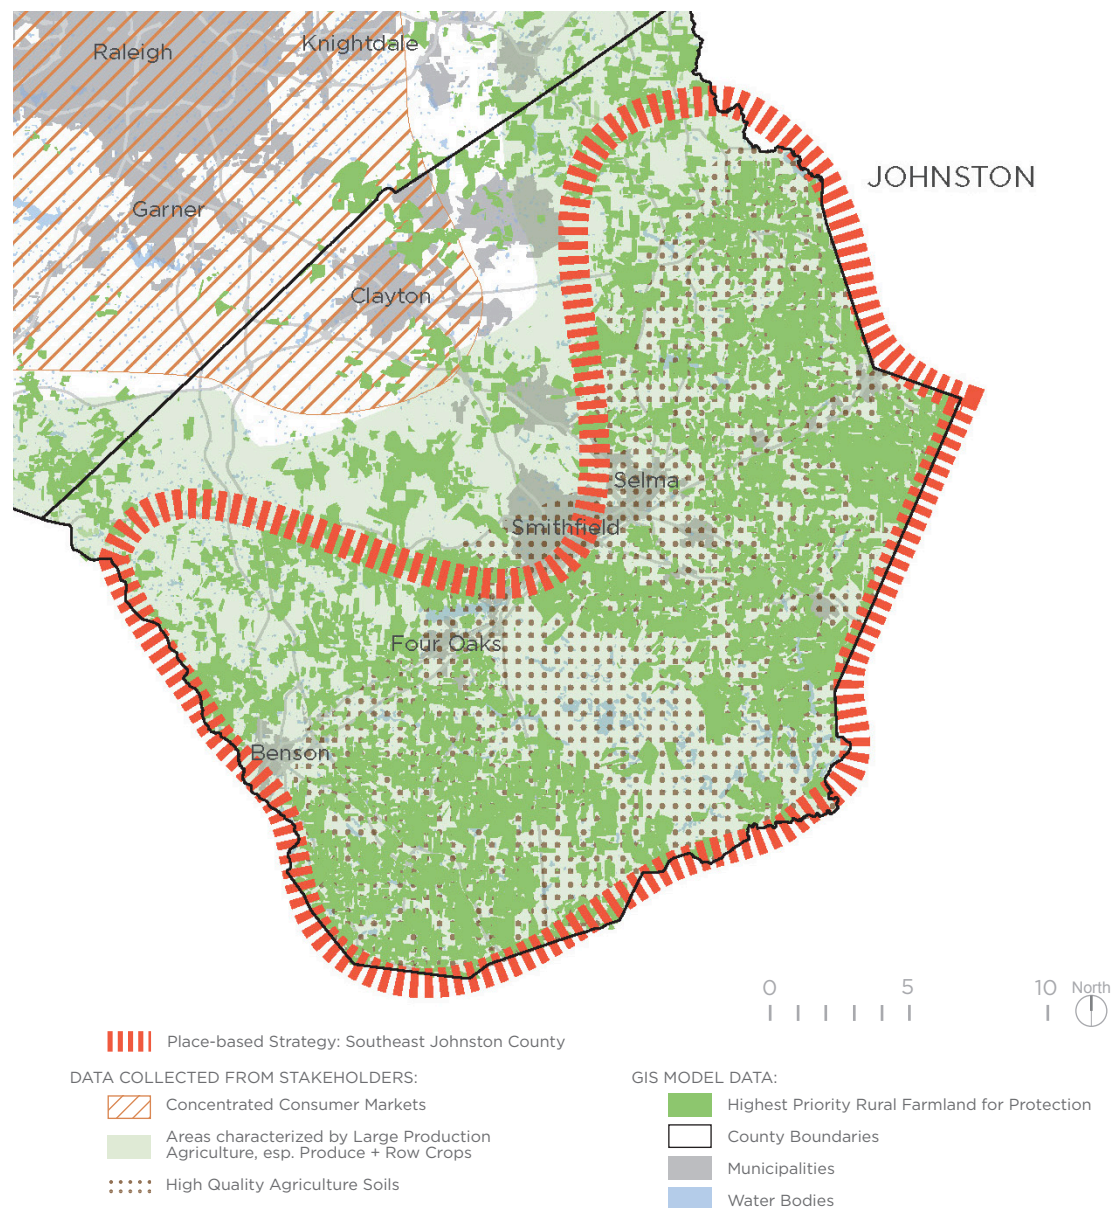 Raleigh
Knightdale
JOHNSTON
Garner
Clayton
Selma
Smithfield
Four Oaks
Benson
0 5 10 North
Place-based Strategy: Southeast Johnston County
DATA COLLECTED FROM STAKEHOLDERS:
Concentrated Consumer Markets
Areas characterized by Large Production
Agriculture, esp. Produce + Row Crops
High Quality Agriculture Soils
GIS MODEL DATA:
Highest Priority Rural Farmland for Protection
County Boundaries
Municipalities
Water Bodies